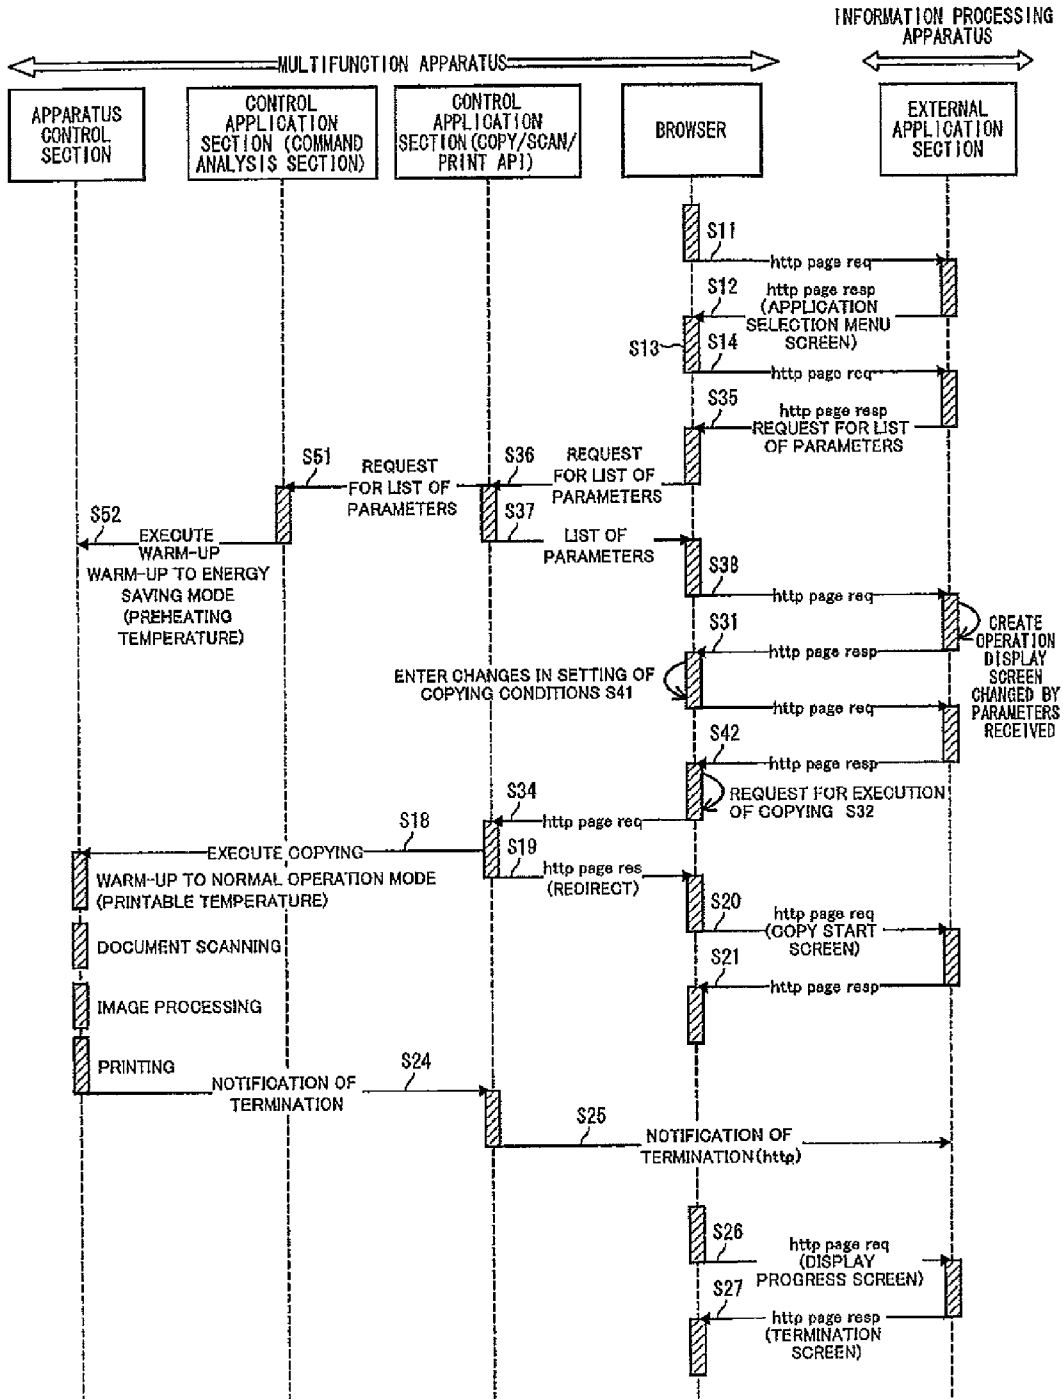 INFORMATION PROCESSING
APPARATUS
MULTIFUNCTION APPARATUS
APPARATUS
CONTROL
SECTION
CONTROL
APPLICATION
SECTION (COMMAND
ANALYSIS SECTION)
CONTROL
APPLICATION
SECTION(COPY/SCAN/
PRINT API)
BROWSER
EXTERNAL
APPLICATION
SECTION
S11
http page req
S12
http page resp
(APPLICATION
SELECTION MENU
SCREEN)
S13
S14
http page req
S35
http page resp
REQUEST FOR LIST
OF PARAMETERS
S36
REQUEST
FOR LIST OF
PARAMETERS
S51
REQUEST
FOR LIST OF
PARAMETERS
S52
EXECUTE
WARM-UP
WARM-UP TO ENERGY
SAVING MODE
(PREHEATING
TEMPERATURE)
S37
LIST OF
PARAMETERS
S38
http page req
CREATE
OPERATION
DISPLAY
SCREEN
CHANGED BY
PARAMETERS
RECEIVED
S31
http page resp
ENTER CHANGES IN SETTING OF
COPYING CONDITIONS S41
http page req
S42
http page resp
REQUEST FOR EXECUTION
OF COPYING S32
S34
http page req
S18
EXECUTE COPYING
WARM-UP TO NORMAL OPERATION MODE
(PRINTABLE TEMPERATURE)
S19
http page res
(REDIRECT)
S20
http page req
(COPY START
SCREEN)
DOCUMENT SCANNING
S21
http page resp
IMAGE PROCESSING
PRINTING
S24
NOTIFICATION OF
TERMINATION
S25
NOTIFICATION OF
TERMINATION(http)
S26
http page req
(DISPLAY
PROGRESS SCREEN)
S27
http page resp
(TERMINATION
SCREEN)